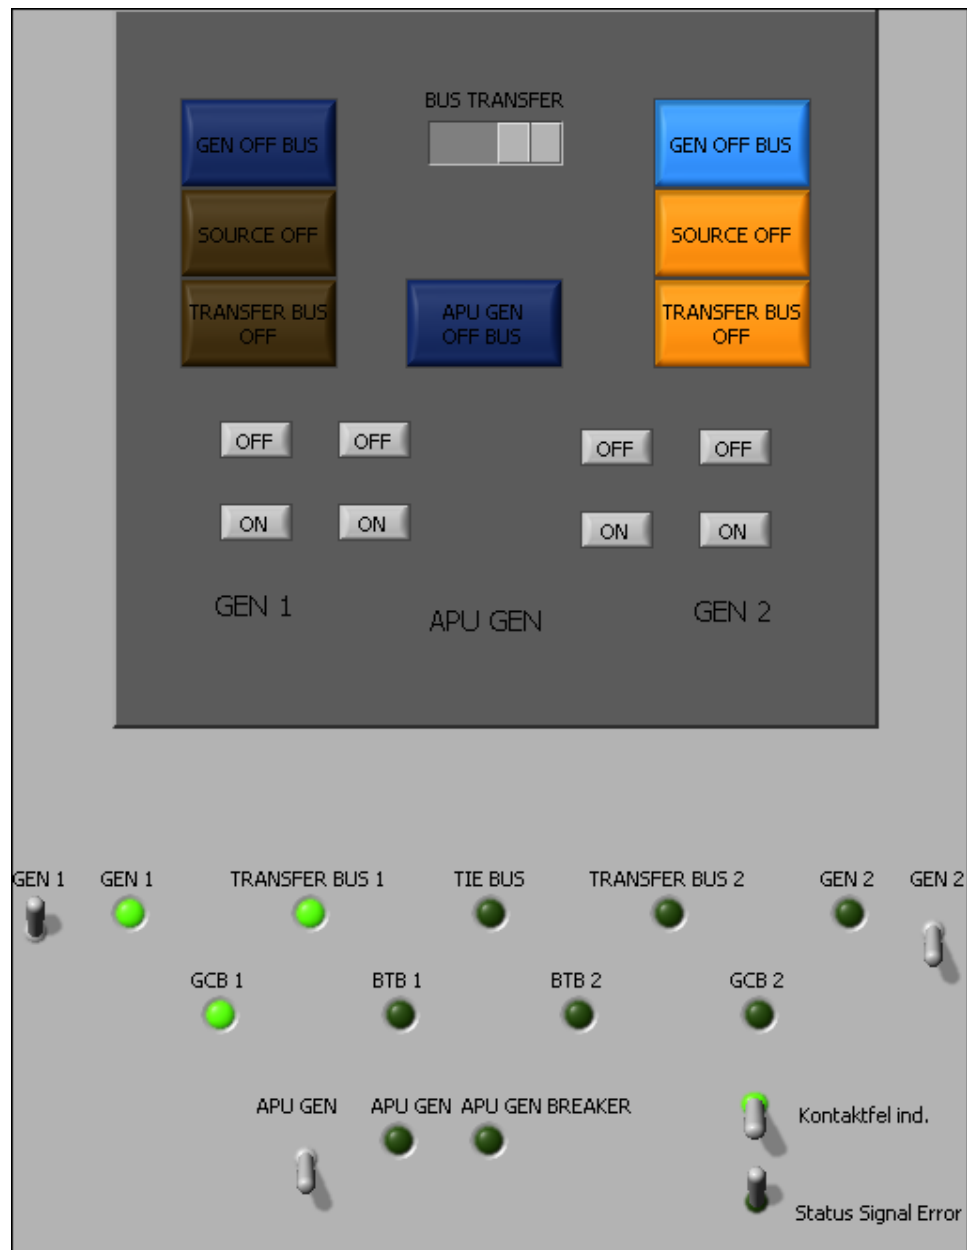 BUS TRANSFER
GEN OFF BUS
GEN OFF BUS
SOURCE OFF
SOURCE OFF
TRANSFER BUS
OFF
APU GEN
OFF BUS
TRANSFER BUS
OFF
OFF
OFF
OFF
OFF
ON
ON
ON
ON
GEN 1
APU GEN
GEN 2
GEN 1
GEN 1
TRANSFER BUS 1
TIE BUS
TRANSFER BUS 2
GEN 2
GEN 2
GCB 1
BTB 1
BTB 2
GCB 2
APU GEN
APU GEN
APU GEN BREAKER
Kontaktfel ind.
Status Signal Error